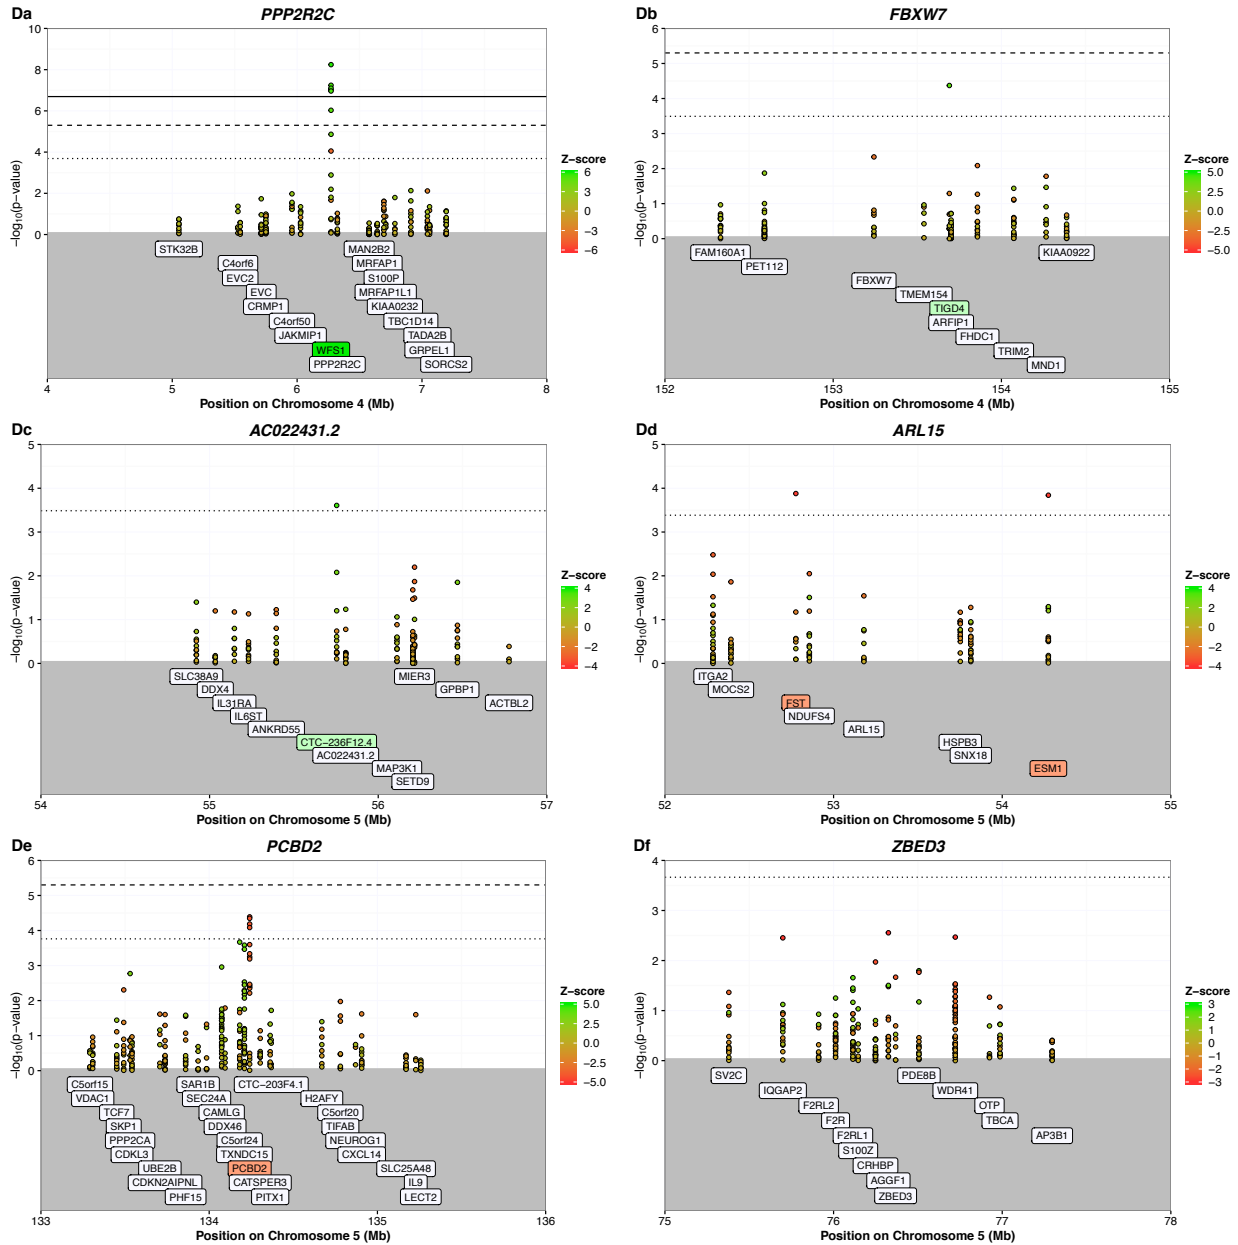 Da
PPP2R2C
10
8
6
4
2
0
−log10(p−value)
Z−score
6
3
0
−3
−6
STK32B
MAN2B2
C4orf6
MRFAP1
EVC2
S100P
EVC
MRFAP1L1
CRMP1
KIAA0232
C4orf50
TBC1D14
JAKMIP1
TADA2B
WFS1
GRPEL1
PPP2R2C
SORCS2
4
5
6
7
8
Position on Chromosome 4 (Mb)
Db
FBXW7
6
5
4
3
2
1
0
−log10(p−value)
Z−score
5.0
2.5
0.0
−2.5
−5.0
FAM160A1
KIAA0922
PET112
FBXW7
TMEM154
TIGD4
ARFIP1
FHDC1
TRIM2
MND1
152
153
154
155
Position on Chromosome 4 (Mb)
Dc
AC022431.2
5
4
3
2
1
0
−log10(p−value)
Z−score
4
2
0
−2
−4
SLC38A9
MIER3
DDX4
GPBP1
IL31RA
ACTBL2
IL6ST
ANKRD55
CTC−236F12.4
AC022431.2
MAP3K1
SETD9
54
55
56
57
Position on Chromosome 5 (Mb)
Dd
ARL15
5
4
3
2
1
0
−log10(p−value)
Z−score
4
2
0
−2
−4
ITGA2
MOCS2
FST
NDUFS4
ARL15
HSPB3
SNX18
ESM1
52
53
54
55
Position on Chromosome 5 (Mb)
De
PCBD2
6
5
4
3
2
1
0
−log10(p−value)
Z−score
5.0
2.5
0.0
−2.5
−5.0
C5orf15
SAR1B
CTC−203F4.1
VDAC1
SEC24A
H2AFY
TCF7
CAMLG
C5orf20
SKP1
DDX46
TIFAB
PPP2CA
C5orf24
NEUROG1
CDKL3
TXNDC15
CXCL14
UBE2B
PCBD2
SLC25A48
CDKN2AIPNL
CATSPER3
IL9
PHF15
PITX1
LECT2
133
134
135
136
Position on Chromosome 5 (Mb)
Df
ZBED3
4
3
2
1
0
−log10(p−value)
Z−score
3
2
1
0
−1
−2
−3
SV2C
PDE8B
IQGAP2
WDR41
F2RL2
OTP
F2R
TBCA
F2RL1
AP3B1
S100Z
CRHBP
AGGF1
ZBED3
75
76
77
78
Position on Chromosome 5 (Mb)